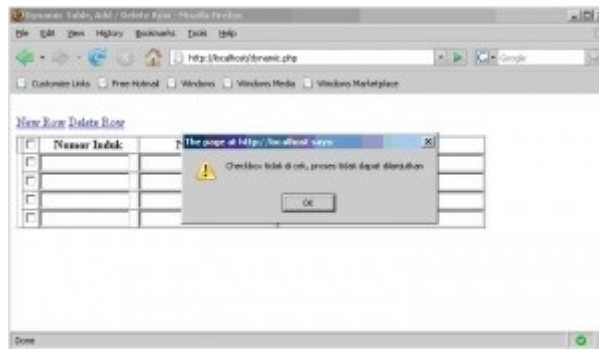 Dynamic Table, Add / Delete Row - Mozilla Firefox
File Edit View History Bookmarks Tools Help
http://localhost/dynamic.php
Google
Customize Links Free Hotmail Windows Windows Media Windows Marketplace
New Row Delete Row
Nomor Induk N
The page at http://localhost says:
Checkbox tidak di cek, proses tidak dapat dilanjutkan
OK
Done